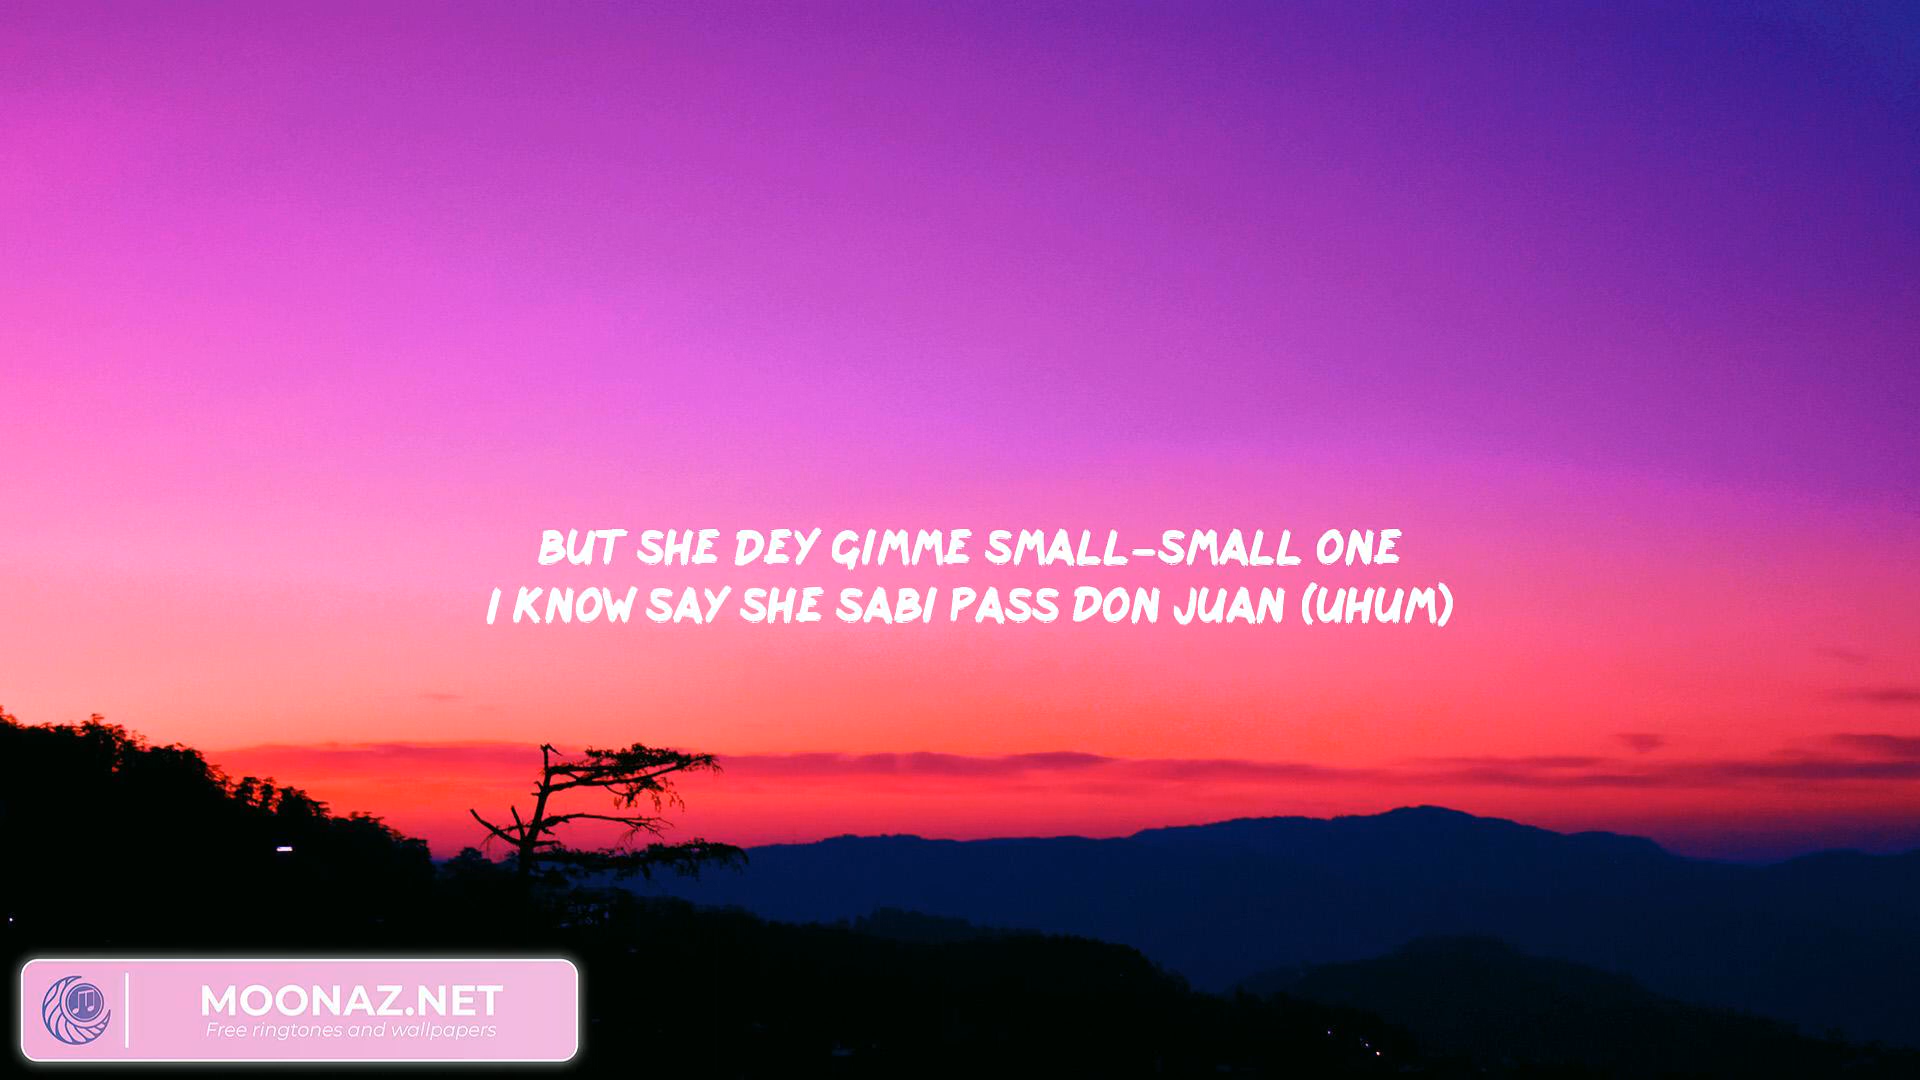 BUT SHE DEY GIMME SMALL-SMALL ONE
I KNOW SAY SHE SABI PASS DON JUAN (UHUM)
MOONAZ.NET
Free ringtones and wallpapers